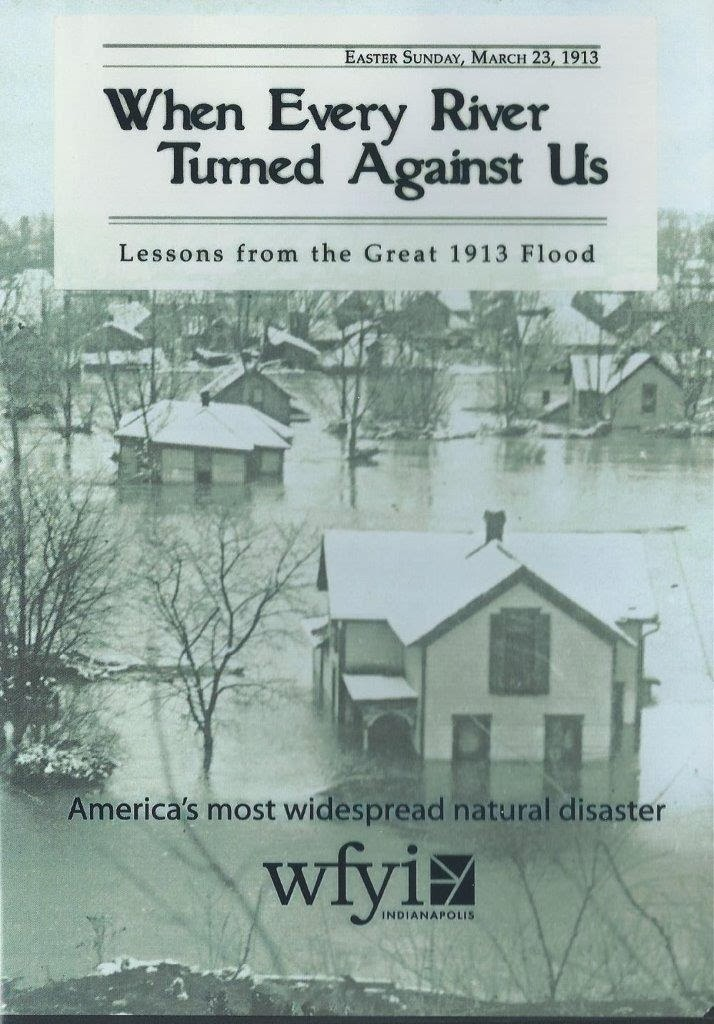 Easter Sunday, March 23, 1913
When Every River
Turned Against Us
Lessons from the Great 1913 Flood
America's most widespread natural disaster
wfyi
INDIANAPOLIS